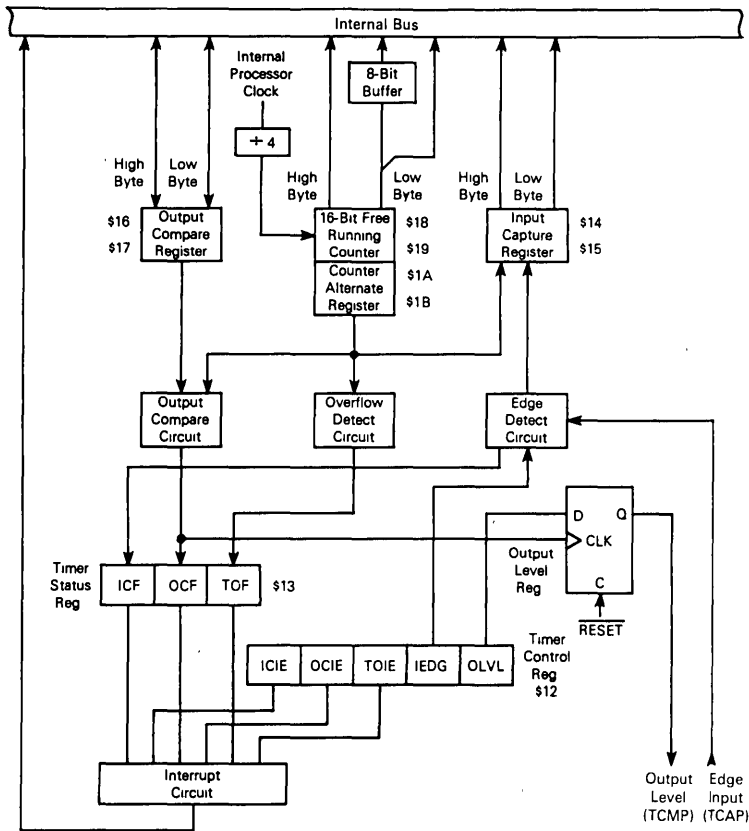 Internal Bus
Internal
Processor
Clock
8-Bit
Buffer
÷ 4
High
Byte
Low
Byte
High
Byte
Low
Byte
High
Byte
Low
Byte
$16
$17
Output
Compare
Register
16-Bit Free
Running
Counter
$18
$19
Counter
Alternate
Register
$1A
$1B
Input
Capture
Register
$14
$15
Output
Compare
Circuit
Overflow
Detect
Circuit
Edge
Detect
Circuit
D
Q
CLK
C
Output
Level
Reg
RESET
Timer
Status
Reg
ICF
OCF
TOF
$13
ICIE
OCIE
TOIE
IEDG
OLVL
Timer
Control
Reg
$12
Interrupt
Circuit
Output
Level
(TCMP)
Edge
Input
(TCAP)